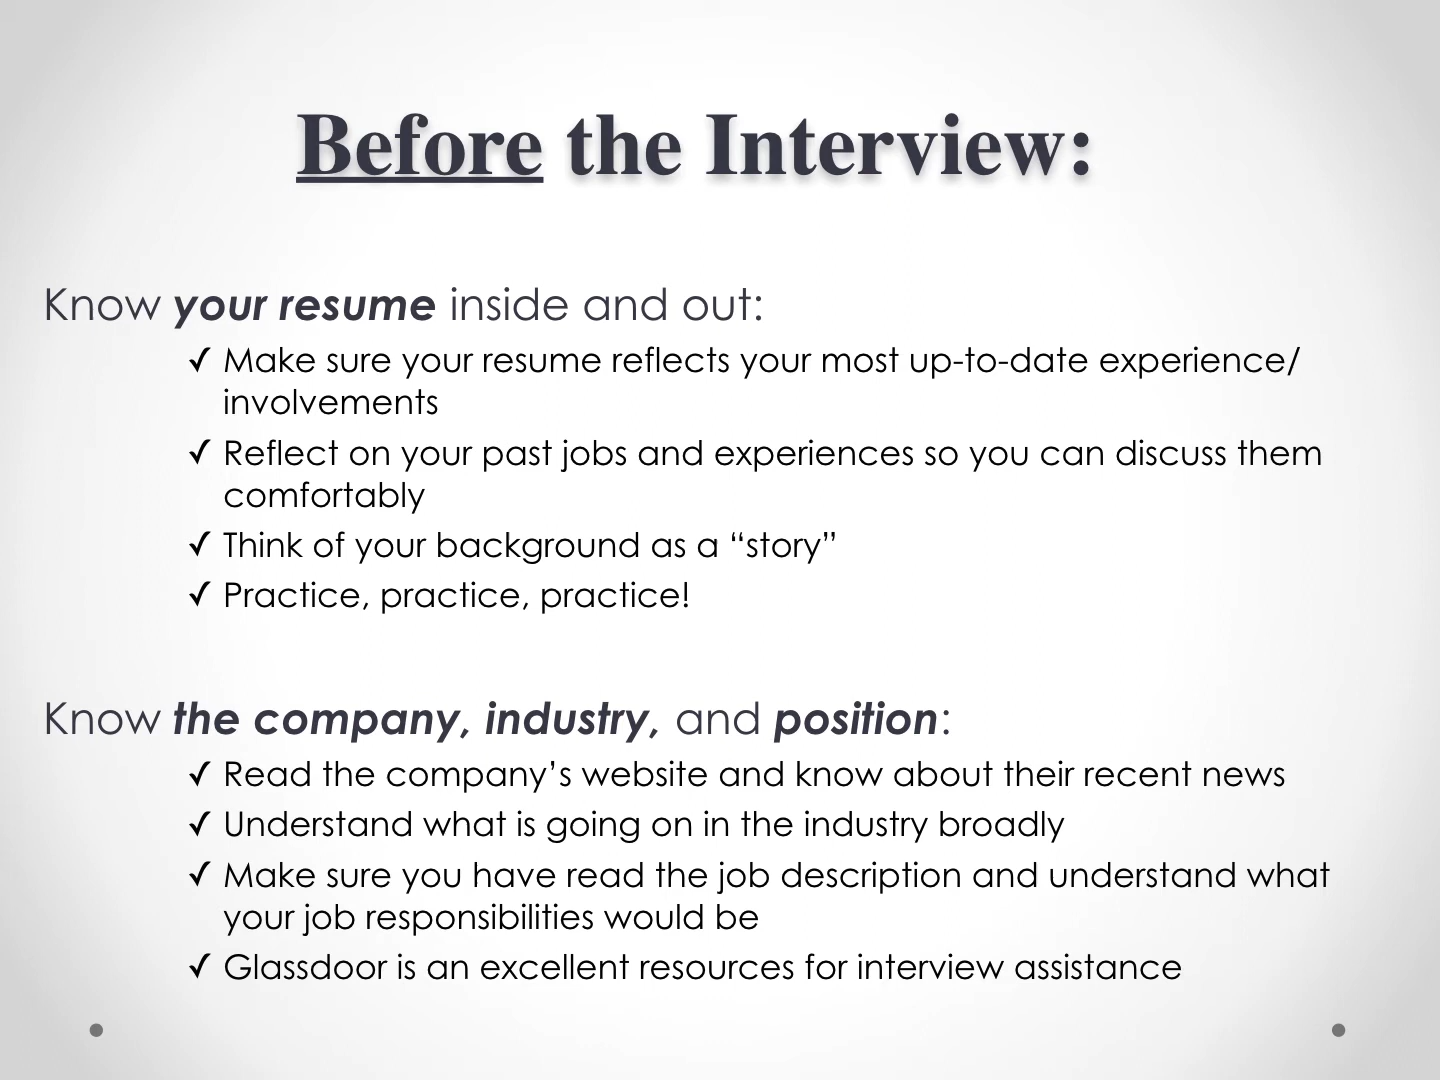 Before the Interview:
Know your resume inside and out:
✓ Make sure your resume reflects your most up-to-date experience/
involvements
✓ Reflect on your past jobs and experiences so you can discuss them
comfortably
✓ Think of your background as a “story”
✓ Practice, practice, practice!
Know the company, industry, and position:
✓ Read the company’s website and know about their recent news
✓ Understand what is going on in the industry broadly
✓ Make sure you have read the job description and understand what
your job responsibilities would be
✓ Glassdoor is an excellent resources for interview assistance